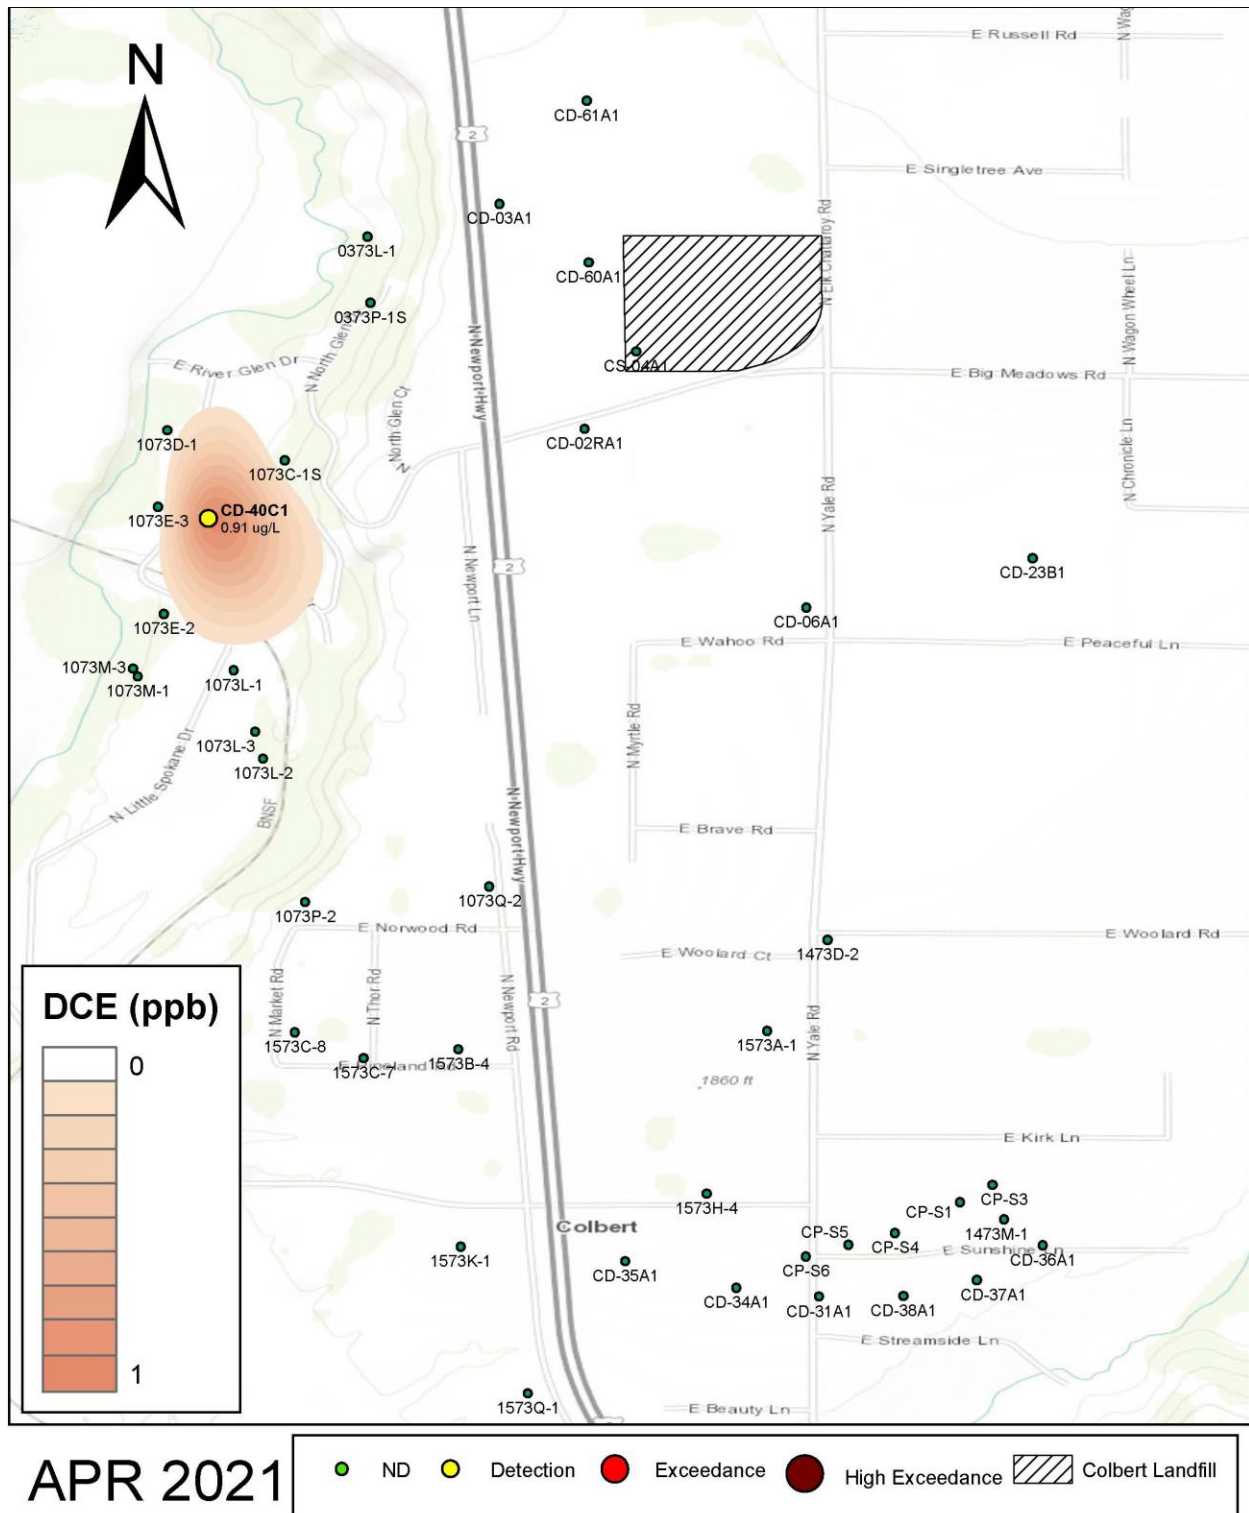 N
E Russell Rd
N Wag
CD-61A1
2
E Singletree Ave
CD-03A1
0373L-1
N Elk Chattaroy Rd
CD-60A1
N Wagon Wheel Ln
0373P-1S
N North Glen
N Newport Hwy
E River Glen Dr
CS-04A1
E Big Meadows Rd
North Glen Ct
N
1073D-1
CD-02RA1
N Chronicle Ln
1073C-1S
N Yale Rd
1073E-3
CD-40C1
0.91 ug/L
N Newport Ln
2
CD-23B1
1073E-2
CD-06A1
E Wahoo Rd
E Peaceful Ln
1073M-3
1073M-1
1073L-1
N Myrtle Rd
1073L-3
1073L-2
N Little Spokane Dr
BNSF
N Newport Hwy
E Brave Rd
1073P-2
1073Q-2
E Norwood Rd
E Woolard Rd
1473D-2
E Woolard Ct
N Market Rd
N Thor Rd
N Newport Rd
2
N Yale Rd
1573C-8
1573C-7
1573B-4
1573A-1
1860 ft
E Kirk Ln
1573H-4
CP-S3
CP-S1
1473M-1
Colbert
CP-S5
CP-S4
E Sunshine Ln
CD-36A1
1573K-1
CP-S6
CD-35A1
CD-34A1
CD-31A1
CD-38A1
CD-37A1
E Streamside Ln
1573Q-1
E Beauty Ln
DCE (ppb)
0
1
APR 2021
ND
Detection
Exceedance
High Exceedance
Colbert Landfill